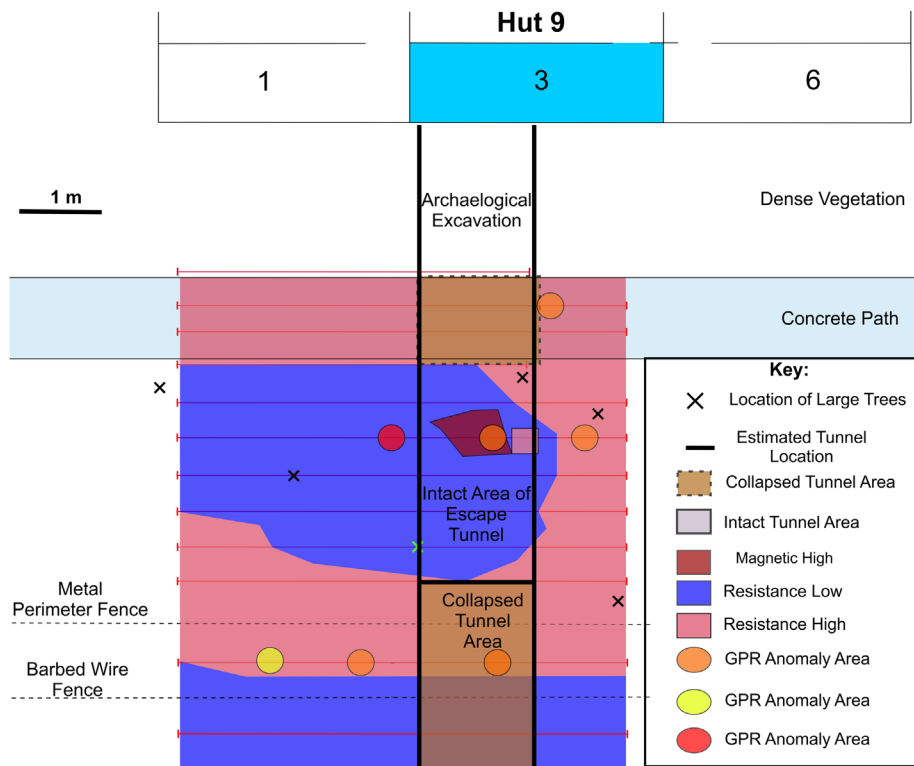 Hut 9
1
3
6
1 m
Archaelogical
Excavation
Dense Vegetation
Concrete Path
Intact Area of
Escape
Tunnel
Metal
Perimeter Fence
Collapsed
Tunnel
Area
Barbed Wire
Fence
Key:
Location of Large Trees
Estimated Tunnel
Location
Collapsed Tunnel Area
Intact Tunnel Area
Magnetic High
Resistance Low
Resistance High
GPR Anomaly Area
GPR Anomaly Area
GPR Anomaly Area